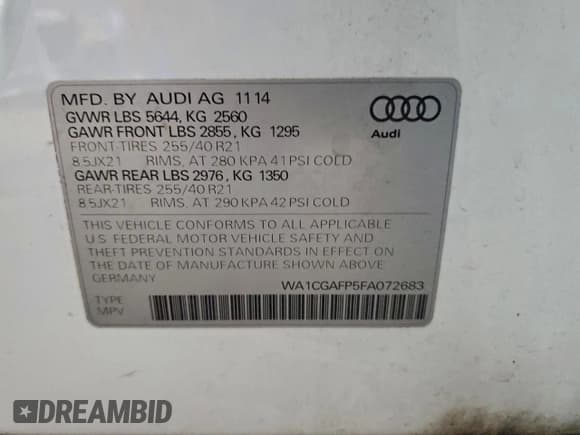 MFD. BY AUDI AG 11 14
GVWR LBS 5644, KG 2560
GAWR FRONT LBS 2855, KG 1295
FRONT-TIRES 255/40 R21
8.5JX21 RIMS, AT 280 KPA 41 PSI COLD
GAWR REAR LBS 2976, KG 1350
REAR-TIRES 255/40 R21
8.5JX21 RIMS, AT 290 KPA 42 PSI COLD
Audi
THIS VEHICLE CONFORMS TO ALL APPLICABLE
U.S. FEDERAL MOTOR VEHICLE SAFETY AND
THEFT PREVENTION STANDARDS IN EFFECT ON
THE DATE OF MANUFACTURE SHOWN ABOVE.
GERMANY
WA1CGAFP5FA072683
TYPE
MPV
DREAMBID